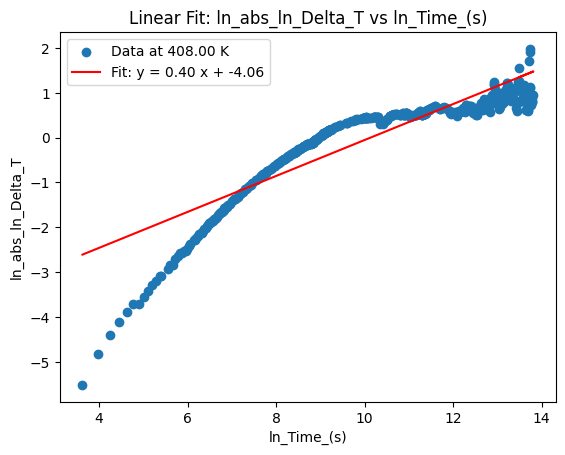 Linear Fit: ln_abs_ln_Delta_T vs ln_Time_(s)
Data at 408.00 K
Fit: y = 0.40 x + -4.06
ln_abs_ln_Delta_T
2
1
0
−1
−2
−3
−4
−5
4 6 8 10 12 14
ln_Time_(s)